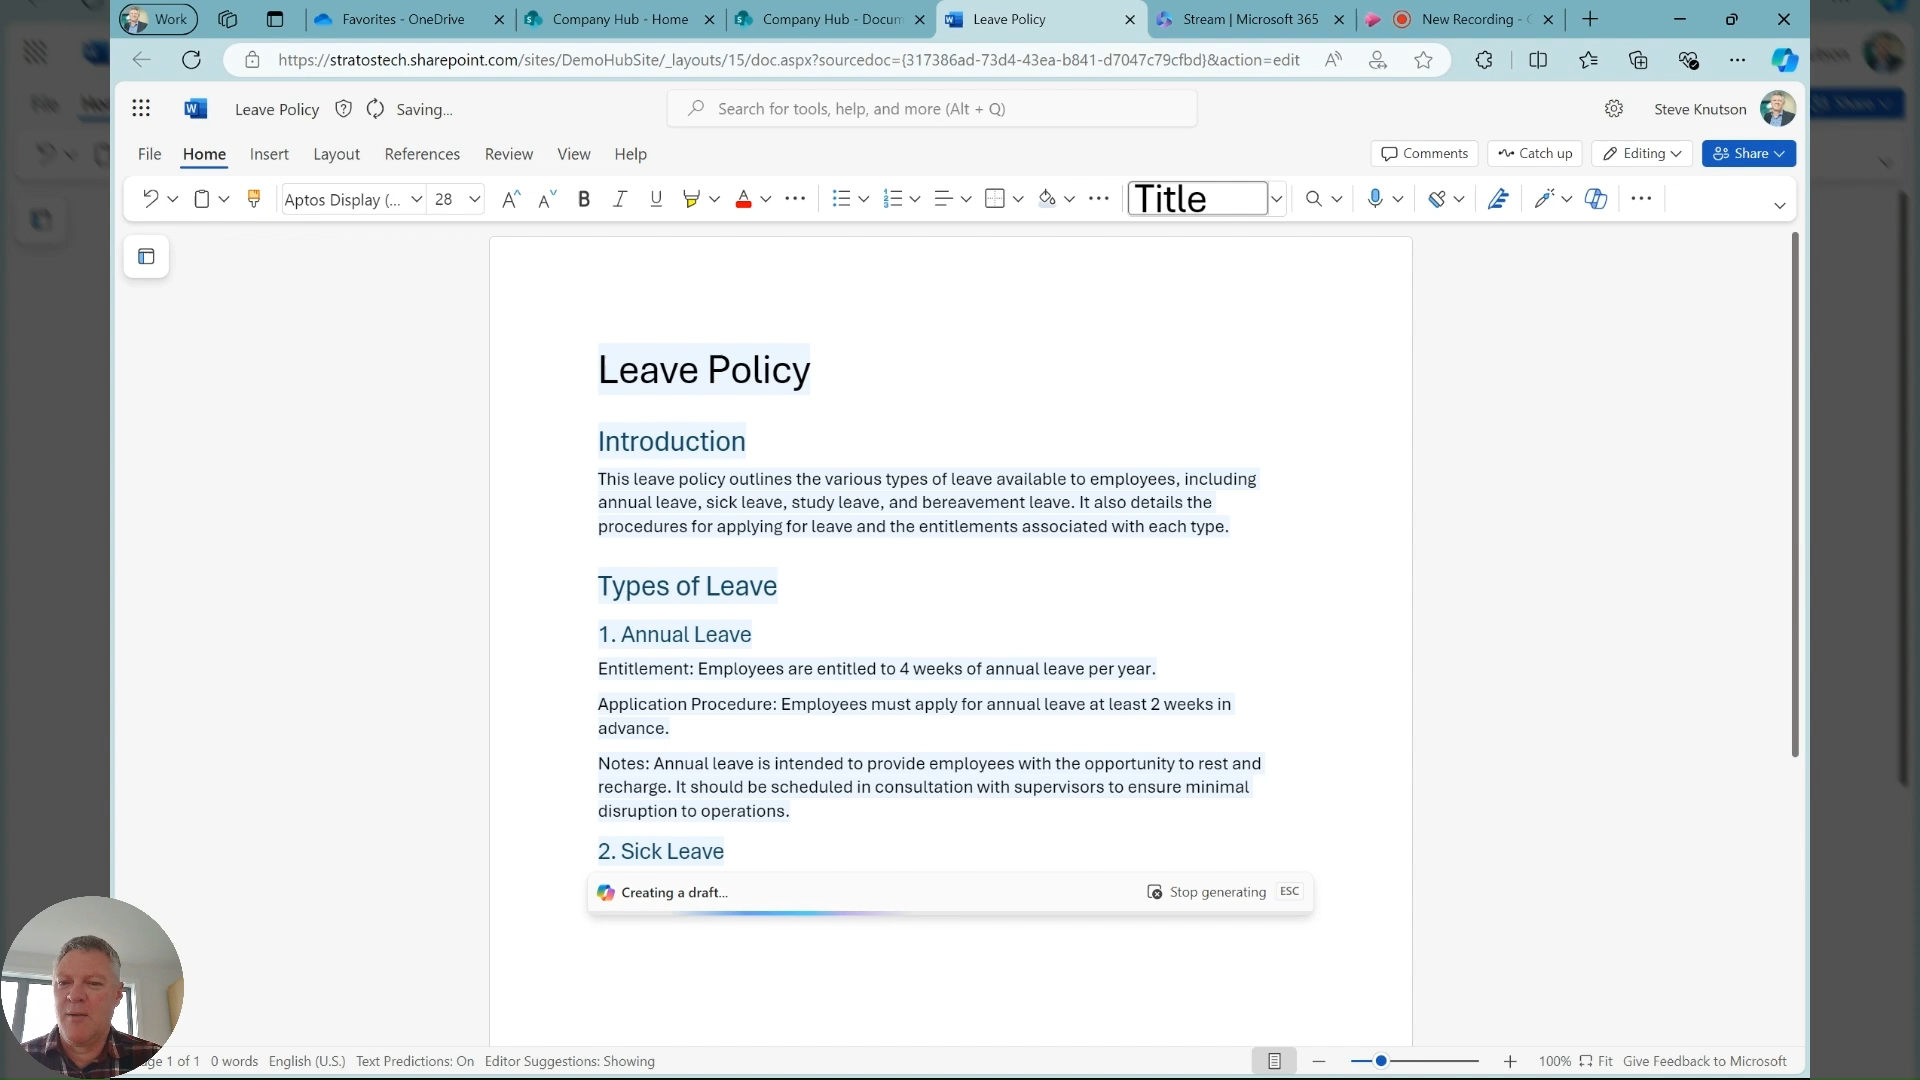 Work
Favorites - OneDrive
Company Hub - Home
Company Hub - Docum
Leave Policy
Stream | Microsoft 365
New Recording -
https://stratostech.sharepoint.com/sites/DemoHubSite/_layouts/15/doc.aspx?sourcedoc={317386ad-73d4-43ea-b841-d7047c79cfbd}&action=edit
Leave Policy
Saving...
Search for tools, help, and more (Alt + Q)
Steve Knutson
File
Home
Insert
Layout
References
Review
View
Help
Comments
Catch up
Editing
Share
Aptos Display (...
28
Title
Leave Policy
Introduction
This leave policy outlines the various types of leave available to employees, including
annual leave, sick leave, study leave, and bereavement leave. It also details the
procedures for applying for leave and the entitlements associated with each type.
Types of Leave
1. Annual Leave
Entitlement: Employees are entitled to 4 weeks of annual leave per year.
Application Procedure: Employees must apply for annual leave at least 2 weeks in
advance.
Notes: Annual leave is intended to provide employees with the opportunity to rest and
recharge. It should be scheduled in consultation with supervisors to ensure minimal
disruption to operations.
2. Sick Leave
Creating a draft...
Stop generating
ESC
ge 1 of 1
0 words
English (U.S.)
Text Predictions: On
Editor Suggestions: Showing
100%
Fit
Give Feedback to Microsoft